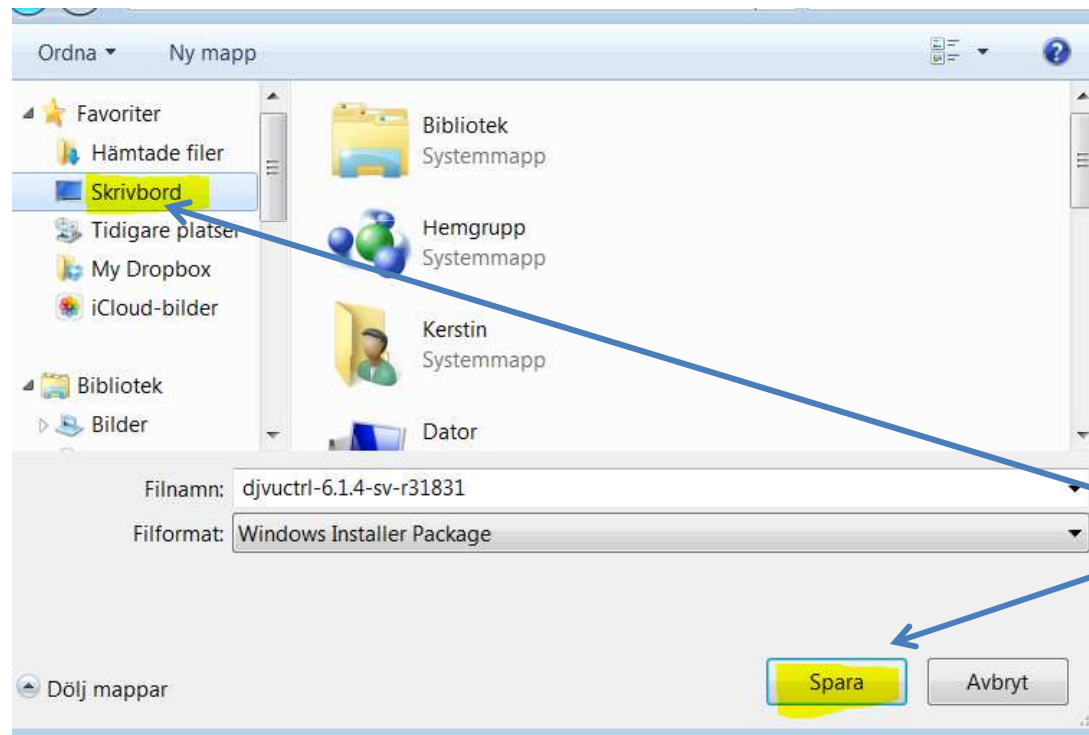 Ordna Ny mapp
Favoriter
Hämtade filer
Skrivbord
Tidigare platser
My Dropbox
iCloud-bilder
Bibliotek
Bilder
Bibliotek
Systemmapp
Hemgrupp
Systemmapp
Kerstin
Systemmapp
Dator
Filnamn: djvuctrl-6.1.4-sv-r31831
Filformat: Windows Installer Package
Dölj mappar
Spara Avbryt